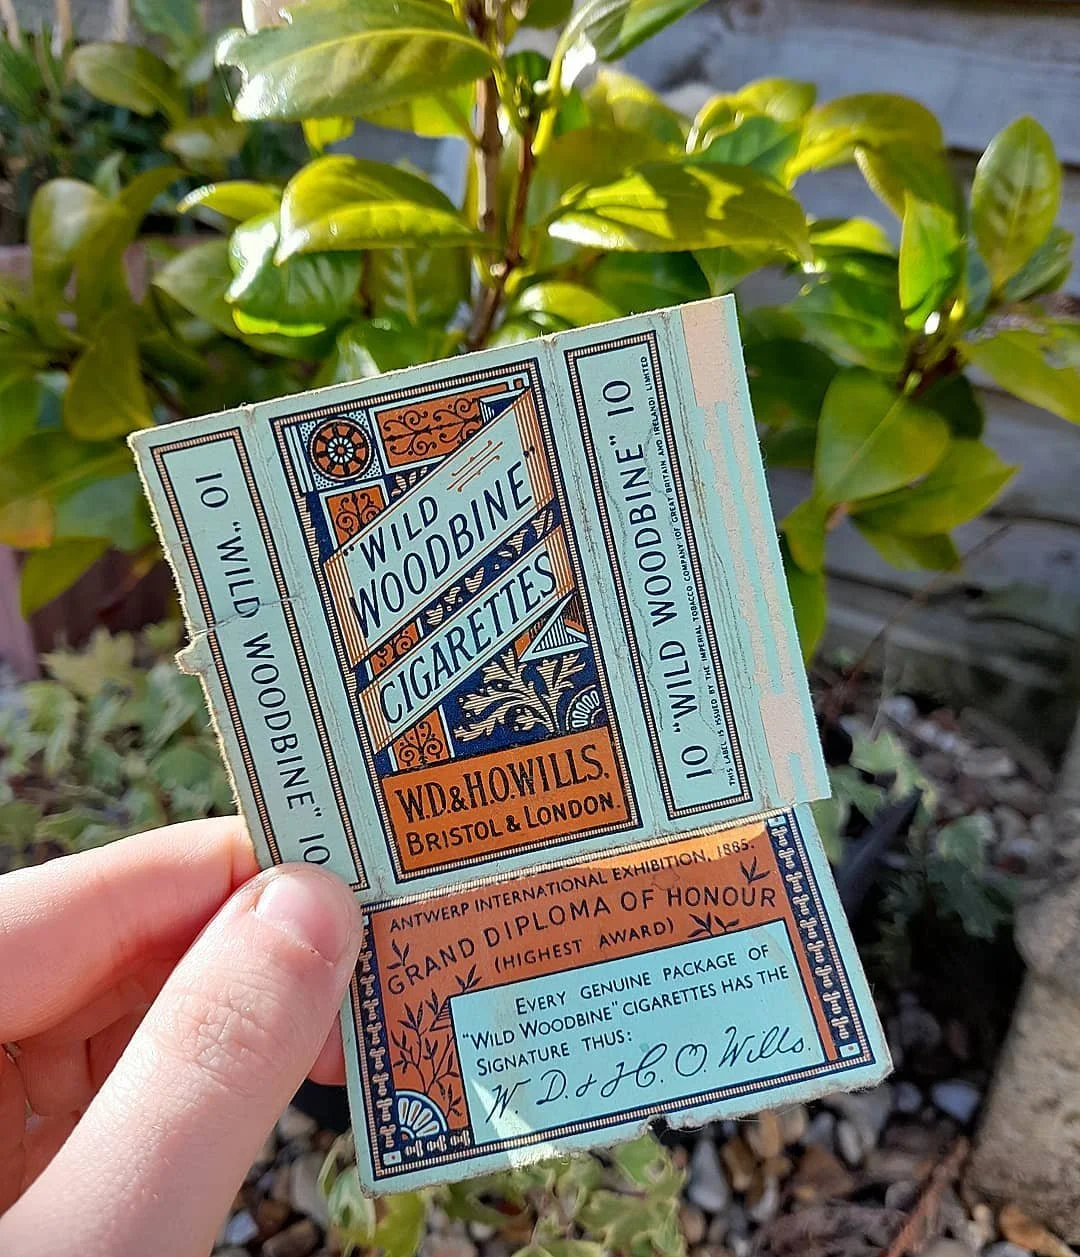 10 "WILD WOODBINE" 10
"WILD
WOODBINE"
CIGARETTES
W.D.&H.O.WILLS.
BRISTOL & LONDON.
10 "WILD WOODBINE" 10
THIS LABEL IS ISSUED BY THE IMPERIAL TOBACCO COMPANY (OF GREAT BRITAIN AND IRELAND) LIMITED
ANTWERP INTERNATIONAL EXHIBITION, 1885.
GRAND DIPLOMA OF HONOUR
(HIGHEST AWARD)
EVERY GENUINE PACKAGE OF
"WILD WOODBINE" CIGARETTES HAS THE
SIGNATURE THUS:
W. D. & H. O. Wills.